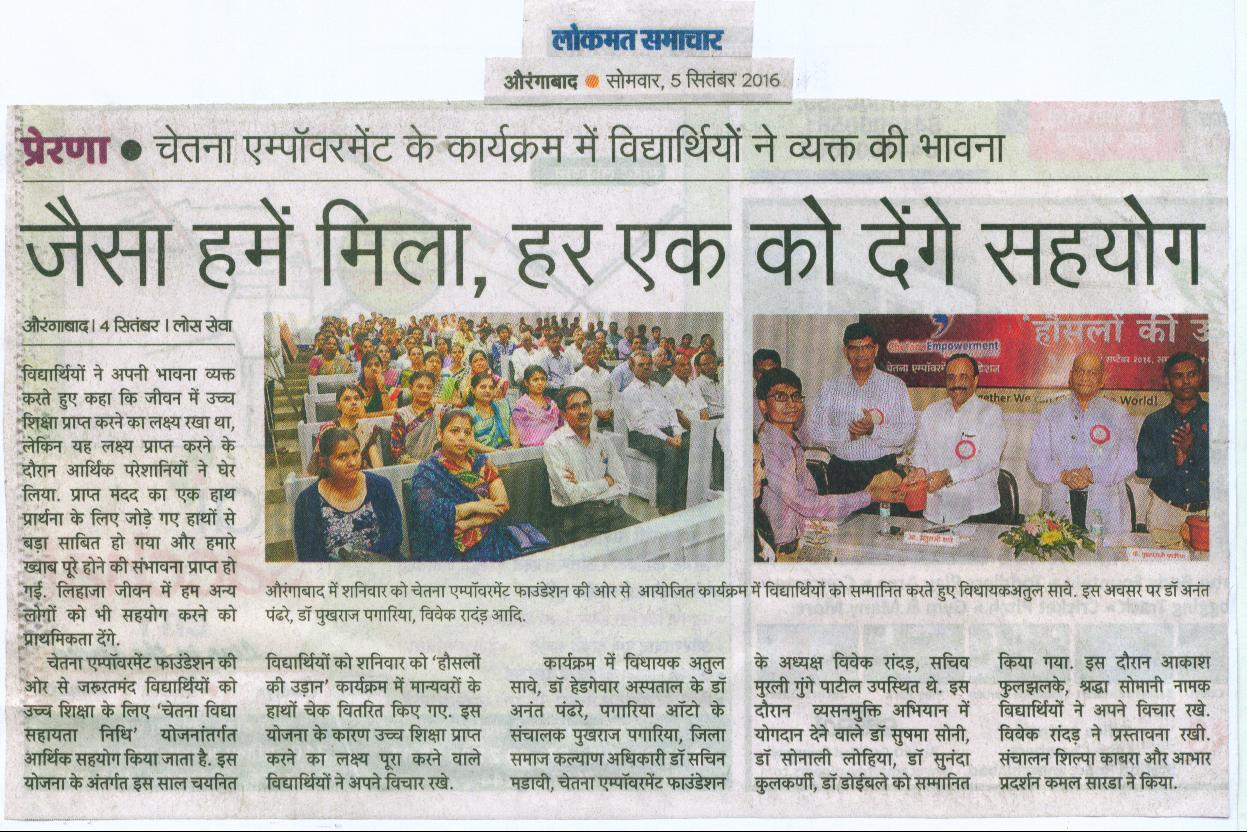 लोकमत समाचार
औरंगाबाद ● सोमवार, 5 सितंबर 2016
प्रेरणा ● चेतना एम्पॉवरमेंट के कार्यक्रम में विद्यार्थियों ने व्यक्त की भावना
जैसा हमें मिला, हर एक को देंगे सहयोग
औरंगाबाद । 4 सितंबर । लोस सेवा
विद्यार्थियों ने अपनी भावना व्यक्त
करते हुए कहा कि जीवन में उच्च
शिक्षा प्राप्त करने का लक्ष्य रखा था,
लेकिन यह लक्ष्य प्राप्त करने के
दौरान आर्थिक परेशानियों ने घेर
लिया. प्राप्त मदद का एक हाथ
प्रार्थना के लिए जोड़े गए हाथों से
बड़ा साबित हो गया और हमारे
ख्वाब पूरे होने की संभावना प्राप्त हो
गई. लिहाजा जीवन में हम अन्य
लोगों को भी सहयोग करने को
प्राथमिकता देंगे.
चेतना एम्पॉवरमेंट फाउंडेशन की
ओर से जरूरतमंद विद्यार्थियों को
उच्च शिक्षा के लिए ‘चेतना विद्या
सहायता निधि’ योजनांतर्गत
आर्थिक सहयोग किया जाता है. इस
योजना के अंतर्गत इस साल चयनित
Empowerment
चेतना एम्पॉवर
डेशन
'हौसलों की उ
gether We can
World!
आ. अतुलजी सावे
औरंगाबाद में शनिवार को चेतना एम्पॉवरमेंट फाउंडेशन की ओर से आयोजित कार्यक्रम में विद्यार्थियों को सम्मानित करते हुए विधायकअतुल सावे. इस अवसर पर डॉ अनंत
पंढरे, डॉ पुखराज पगारिया, विवेक रादंड़ आदि.
विद्यार्थियों को शनिवार को ‘हौसलों
की उड़ान’ कार्यक्रम में मान्यवरों के
हाथों चेक वितरित किए गए. इस
योजना के कारण उच्च शिक्षा प्राप्त
करने का लक्ष्य पूरा करने वाले
विद्यार्थियों ने अपने विचार रखे.
कार्यक्रम में विधायक अतुल
सावे, डॉ हेडगेवार अस्पताल के डॉ
अनंत पंढरे, पगारिया ऑटो के
संचालक पुखराज पगारिया, जिला
समाज कल्याण अधिकारी डॉ सचिन
मडावी, चेतना एम्पॉवरमेंट फाउंडेशन
के अध्यक्ष विवेक रांदड़, सचिव
मुरली गुंगे पाटील उपस्थित थे. इस
दौरान व्यसनमुक्ति अभियान में
योगदान देने वाले डॉ सुषमा सोनी,
डॉ सोनाली लोहिया, डॉ सुनंदा
कुलकर्णी, डॉ डोईबले को सम्मानित
किया गया. इस दौरान आकाश
फुलझलके, श्रद्धा सोमानी नामक
विद्यार्थियों ने अपने विचार रखे.
विवेक रांदड़ ने प्रस्तावना रखी.
संचालन शिल्पा काबरा और आभार
प्रदर्शन कमल सारडा ने किया.